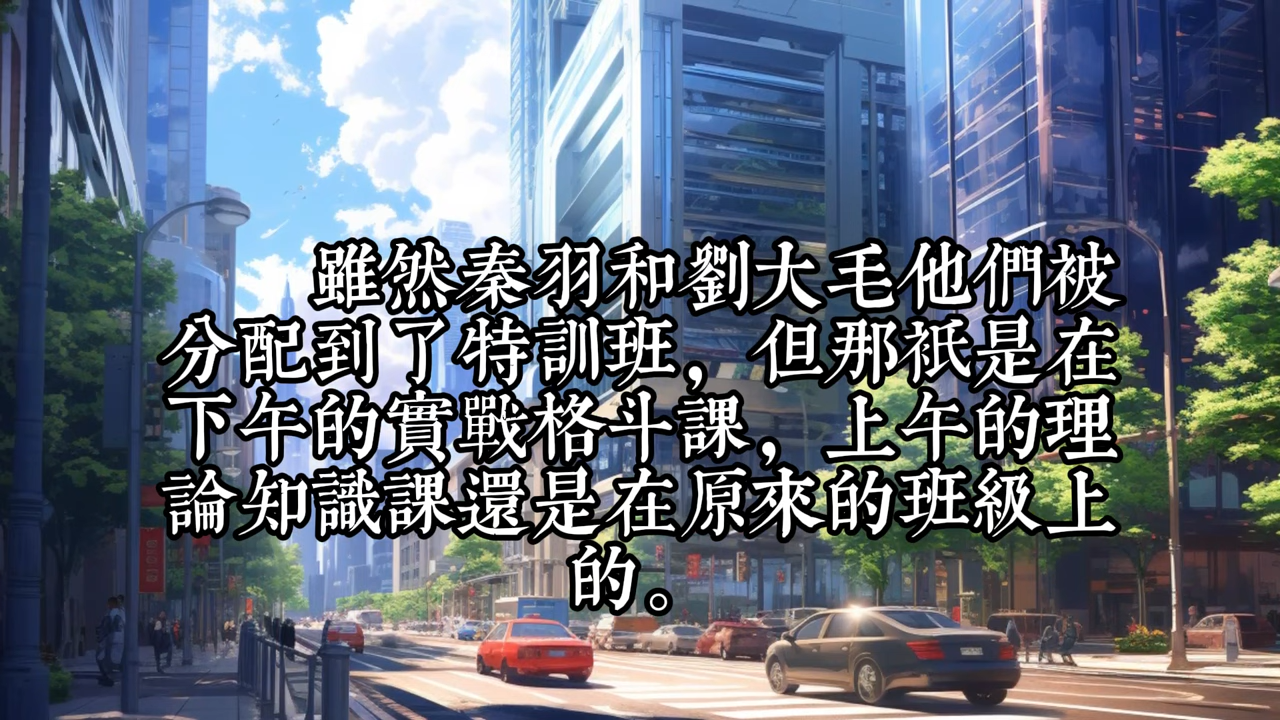 雖然秦羽和劉大毛他們被
分配到了特訓班，但那祇是在
下午的實戰格斗課，上午的理
論知識課還是在原來的班級上
的。